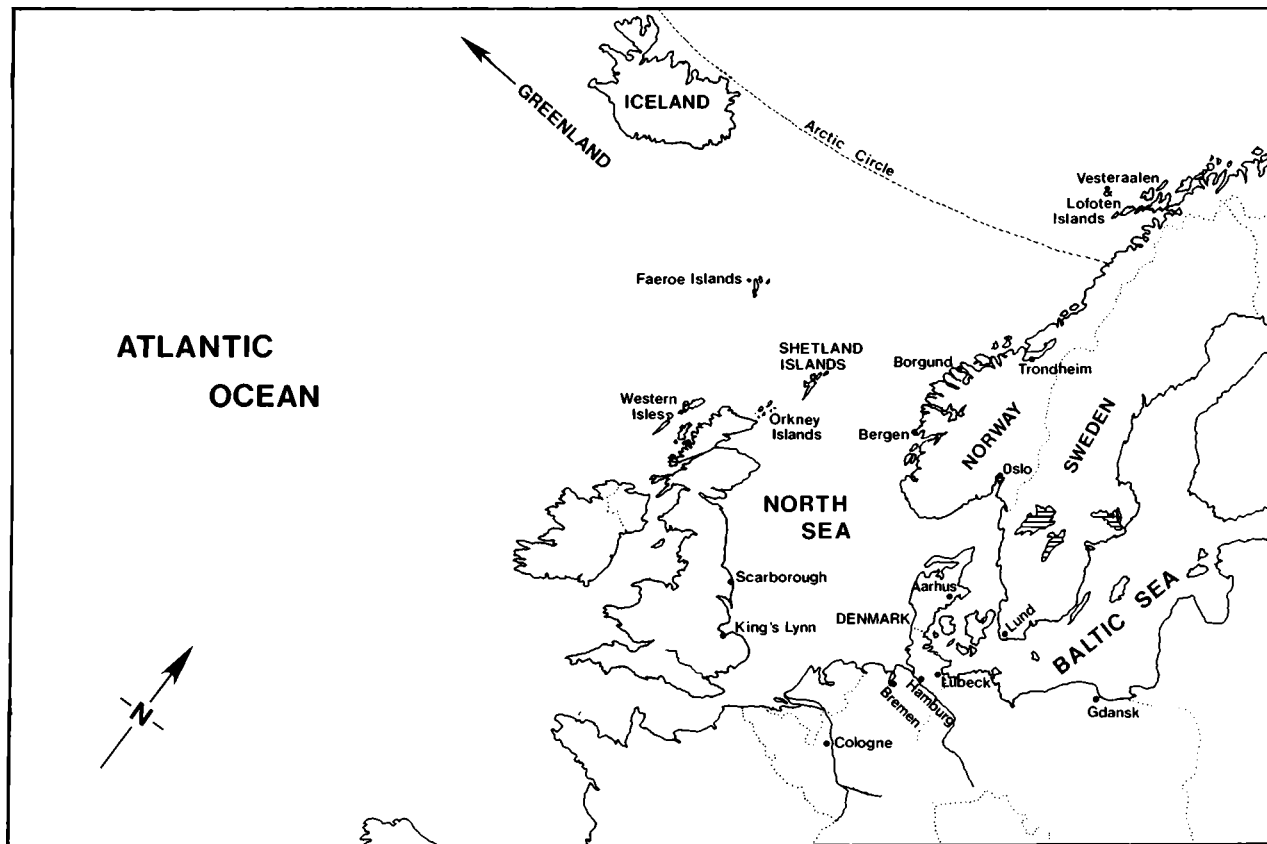 GREENLAND
ICELAND
Arctic Circle
Vesteraalen
&
Lofoten
Islands
Faeroe Islands
ATLANTIC
OCEAN
SHETLAND
ISLANDS
Borgund
Trondheim
Western
Isles
Orkney
Islands
Bergen
NORWAY
SWEDEN
Oslo
NORTH
SEA
Scarborough
Aarhus
DENMARK
Lund
King's Lynn
BALTIC SEA
Lübeck
Hamburg
Bremen
Gdansk
N
Cologne